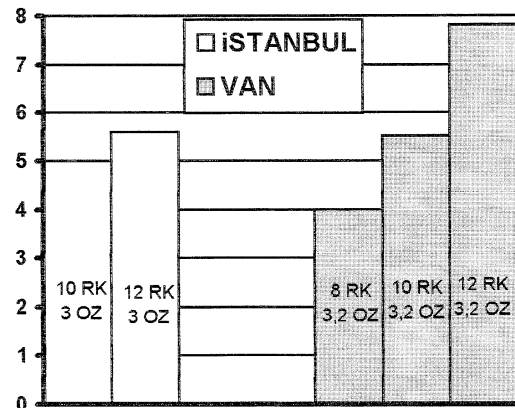 8
7
6
5
4
3
2
1
0
iSTANBUL
VAN
10 RK
3 OZ
12 RK
3 OZ
8 RK
3,2 OZ
10 RK
3,2 OZ
12 RK
3,2 OZ